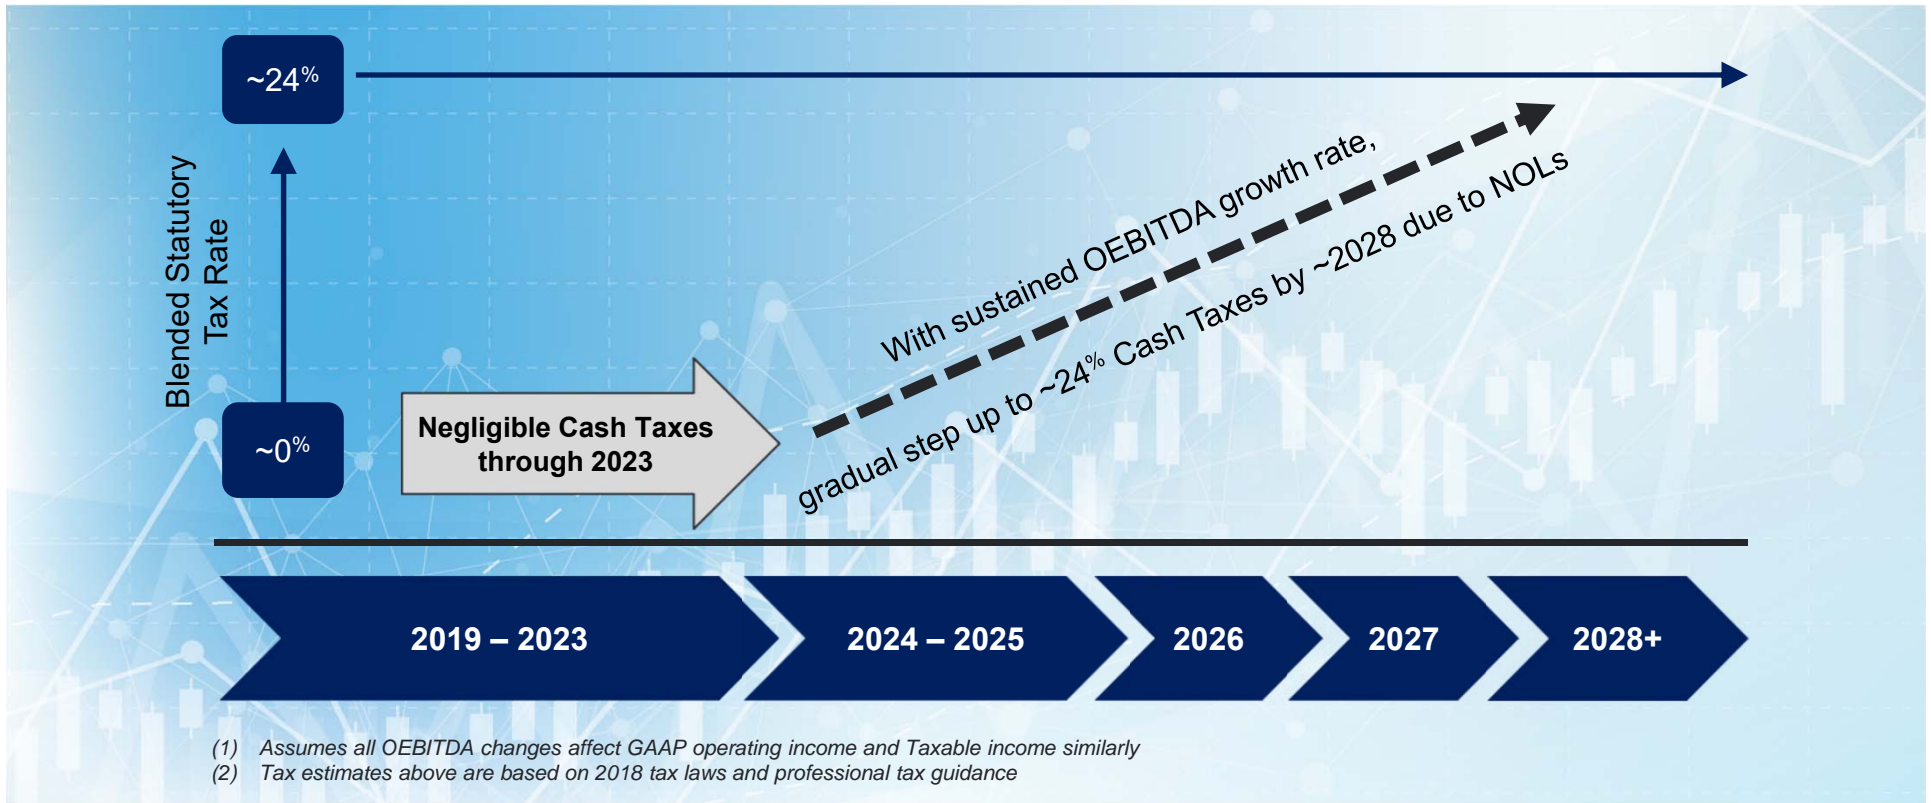 ~24%
Blended Statutory
Tax Rate
~0%
Negligible Cash Taxes
through 2023
With sustained OEBITDA growth rate,
gradual step up to ~24% Cash Taxes by ~2028 due to NOLs
2019 – 2023
2024 – 2025
2026
2027
2028+
(1) Assumes all OEBITDA changes affect GAAP operating income and Taxable income similarly
(2) Tax estimates above are based on 2018 tax laws and professional tax guidance